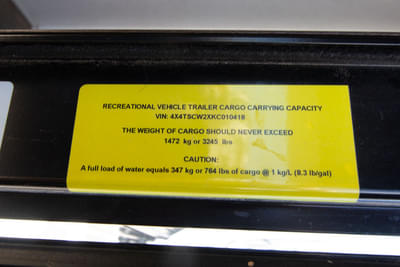 RECREATIONAL VEHICLE TRAILER CARGO CARRYING CAPACITY
VIN: 4X4TSCW2XKC010418
THE WEIGHT OF CARGO SHOULD NEVER EXCEED
1472 kg or 3245 lbs
CAUTION:
A full load of water equals 347 kg or 764 lbs of cargo @ 1 kg/L (8.3 lb/gal)